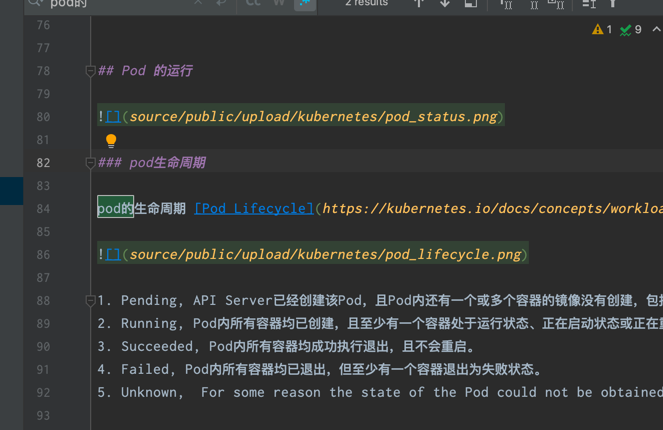 pod的
Cc
W
2 results
76
1
9
77
78 ## Pod 的运行
79
80 ![](source/public/upload/kubernetes/pod_status.png)
81
82 ### pod生命周期
83
84 pod的生命周期 [Pod Lifecycle](https://kubernetes.io/docs/concepts/workloa
85
86 ![](source/public/upload/kubernetes/pod_lifecycle.png)
87
88 1. Pending, API Server已经创建该Pod，且Pod内还有一个或多个容器的镜像没有创建，包
89 2. Running, Pod内所有容器均已创建，且至少有一个容器处于运行状态、正在启动状态或正在
90 3. Succeeded, Pod内所有容器均成功执行退出，且不会重启。
91 4. Failed, Pod内所有容器均已退出，但至少有一个容器退出为失败状态。
92 5. Unknown,  For some reason the state of the Pod could not be obtained
93